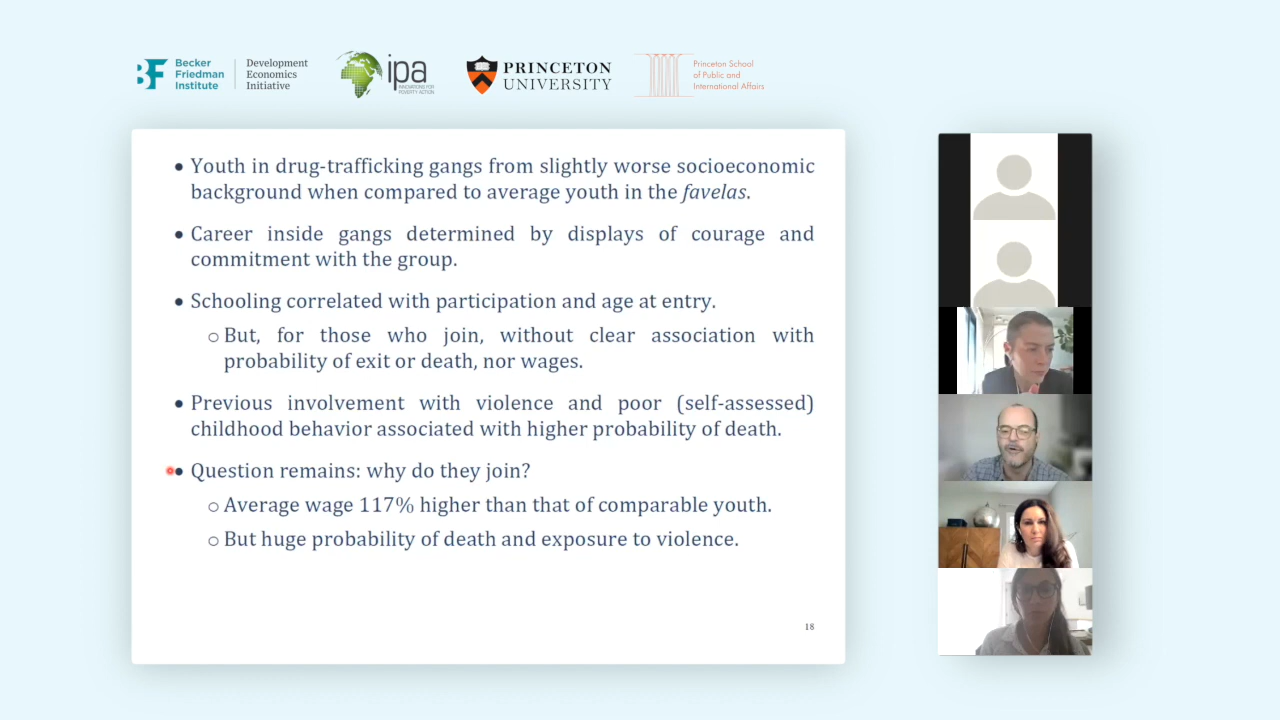 Becker
Friedman
Institute
Development
Economics
Initiative
ipa
INNOVATIONS FOR
POVERTY ACTION
PRINCETON
UNIVERSITY
Princeton School
of Public and
International Affairs
• Youth in drug-trafficking gangs from slightly worse socioeconomic
background when compared to average youth in the favelas.
• Career inside gangs determined by displays of courage and
commitment with the group.
• Schooling correlated with participation and age at entry.
○ But, for those who join, without clear association with
probability of exit or death, nor wages.
• Previous involvement with violence and poor (self-assessed)
childhood behavior associated with higher probability of death.
• Question remains: why do they join?
○ Average wage 117% higher than that of comparable youth.
○ But huge probability of death and exposure to violence.
18